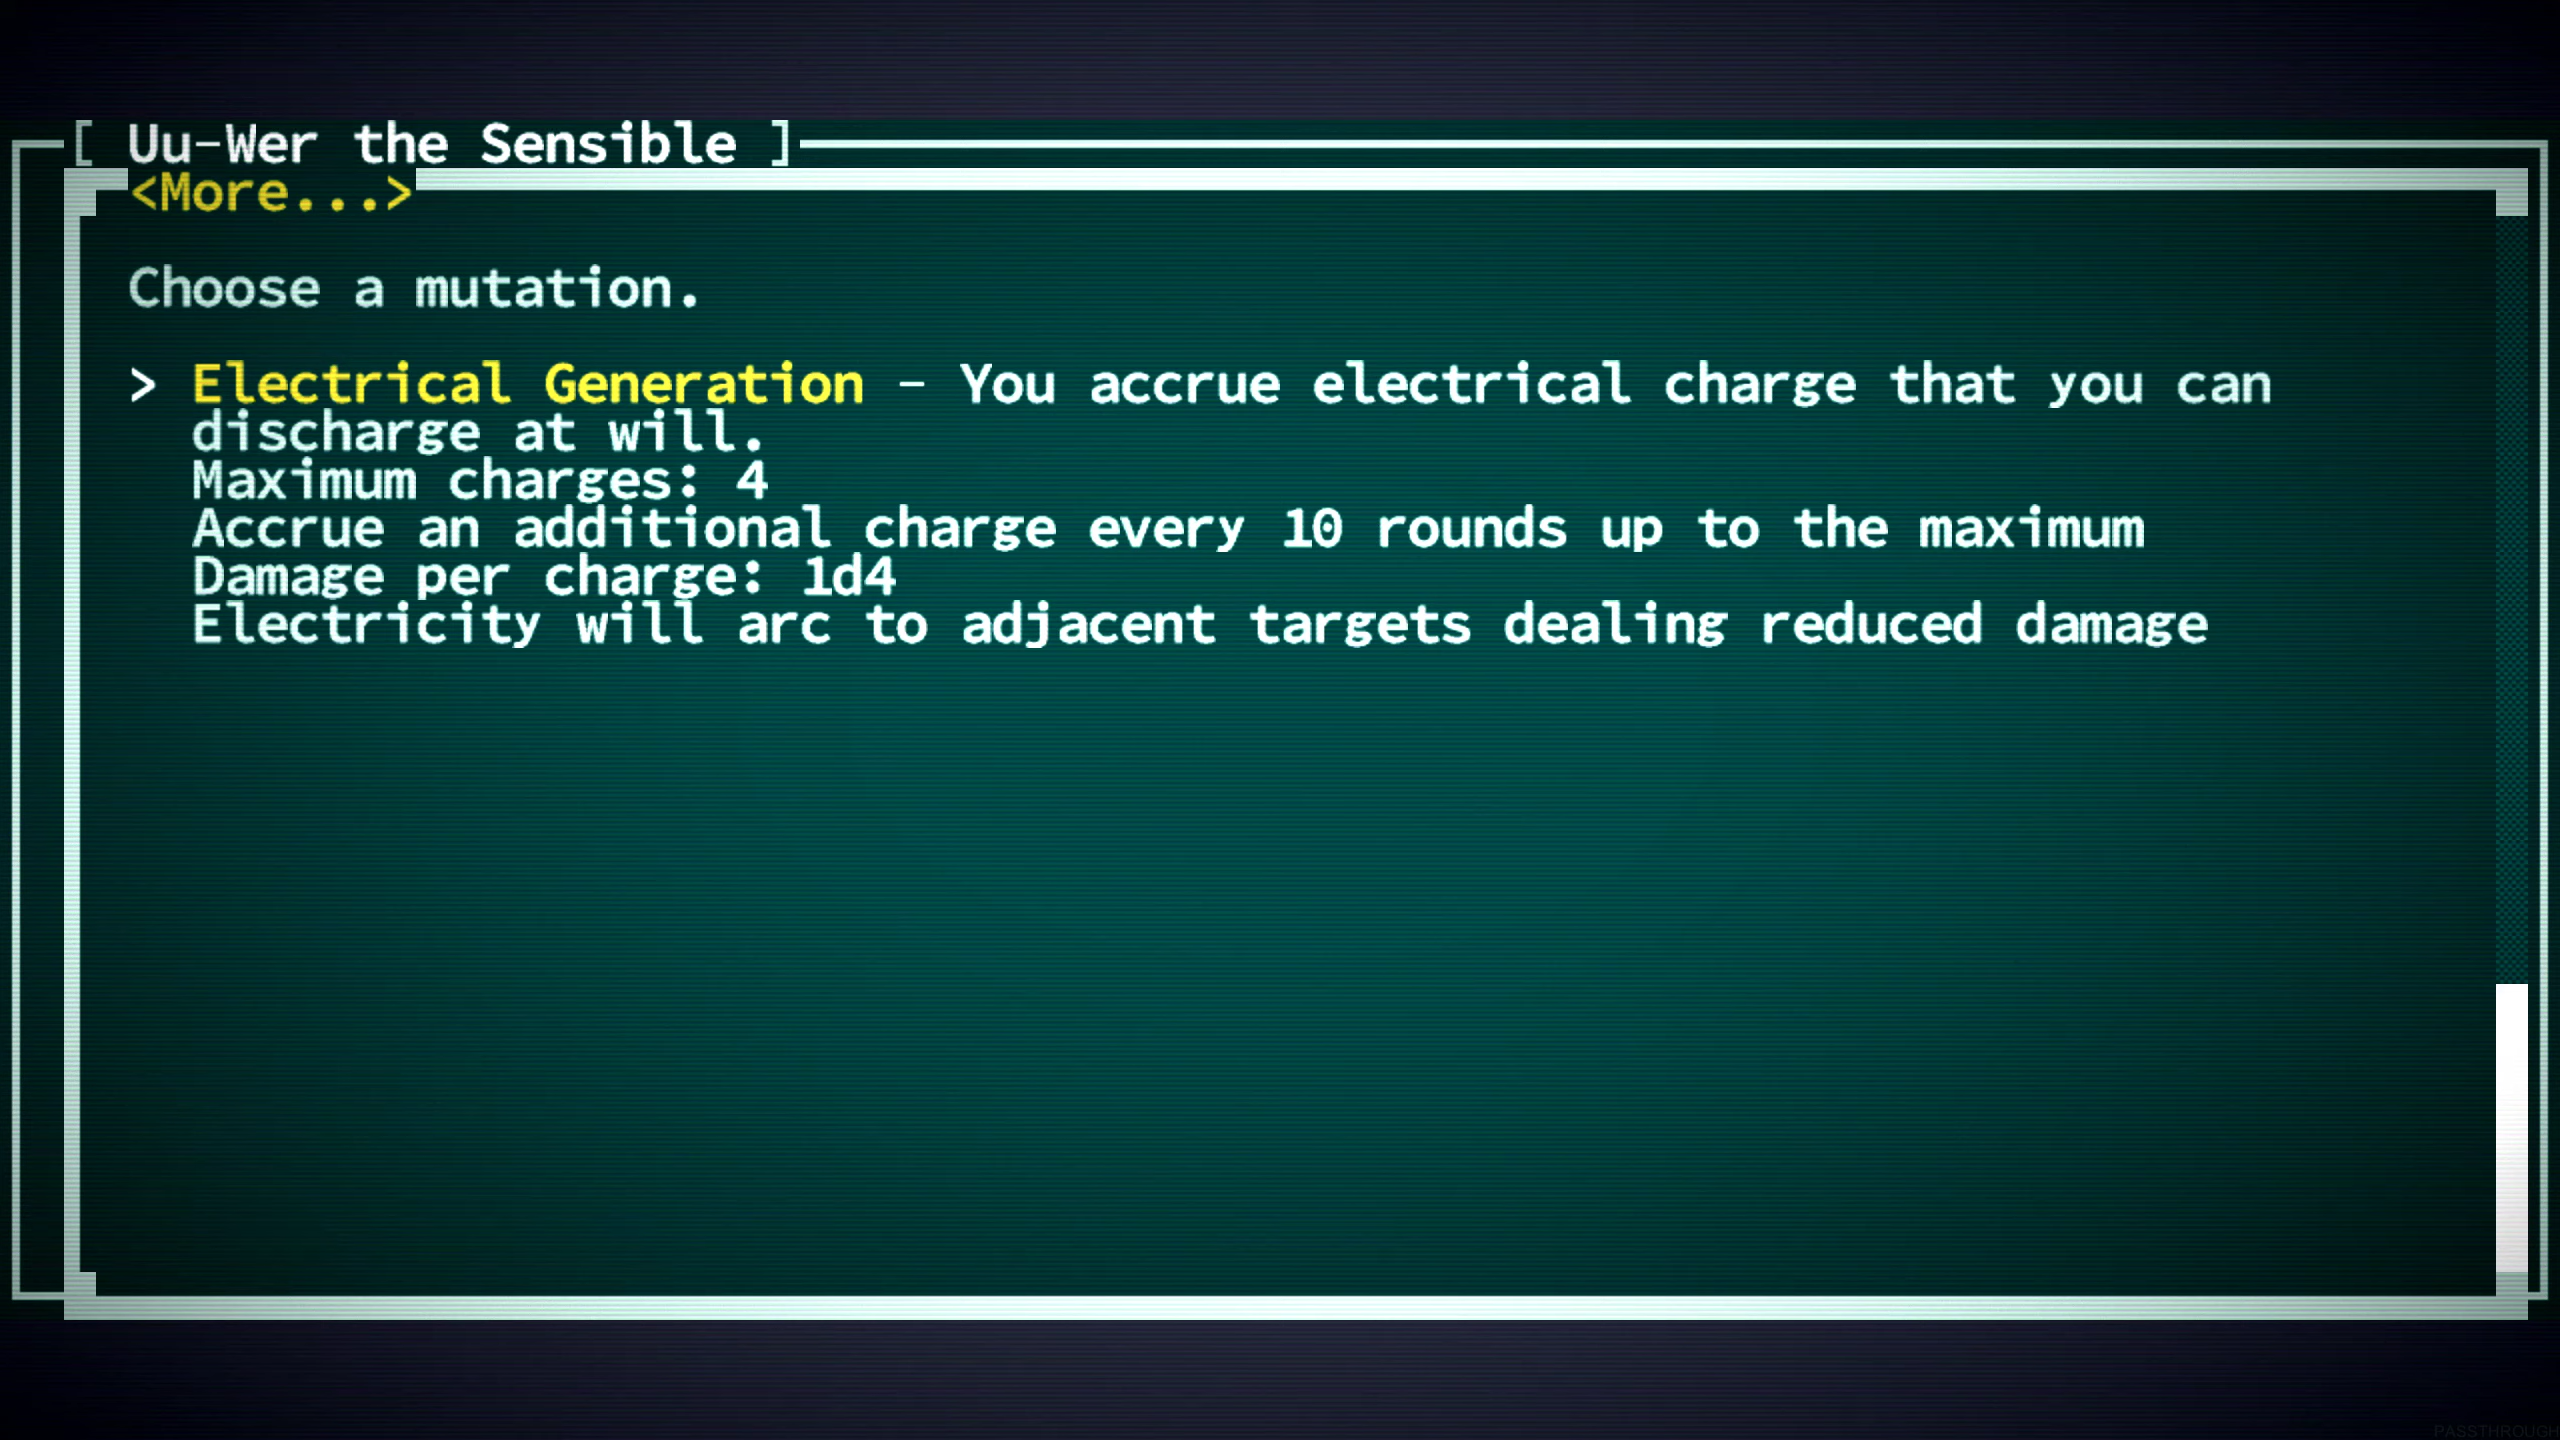 [ Uu-Wer the Sensible ]
<More...>
Choose a mutation.
> Electrical Generation - You accrue electrical charge that you can
discharge at will.
Maximum charges: 4
Accrue an additional charge every 10 rounds up to the maximum
Damage per charge: 1d4
Electricity will arc to adjacent targets dealing reduced damage
PASSTHROUGH